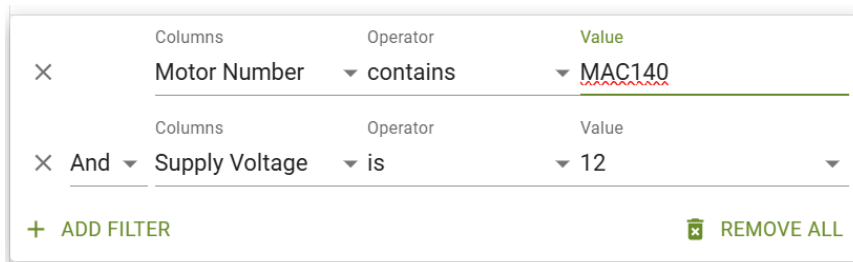 Columns Operator Value
Motor Number contains MAC140
Columns Operator Value
And Supply Voltage is 12
ADD FILTER REMOVE ALL